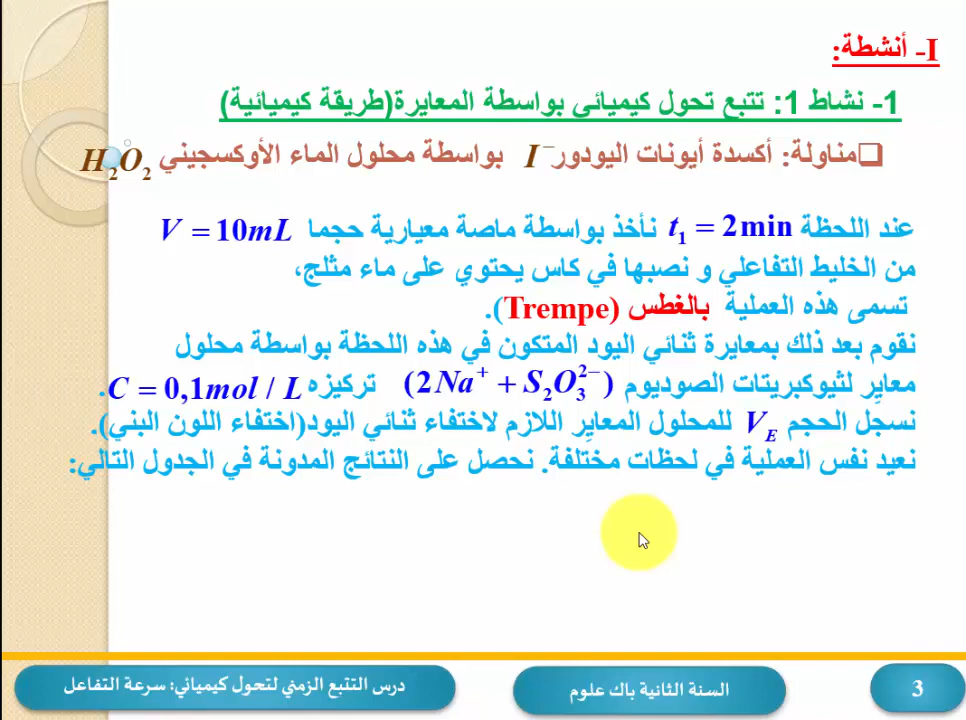 I- أنشطة:
1- نشاط 1: تتبع تحول كيميائي بواسطة المعايرة(طريقة كيميائية)
❑مناولة: أكسدة أيونات اليودور I⁻ بواسطة محلول الماء الأوكسجيني H₂O₂
عند اللحظة t₁ = 2min نأخذ بواسطة ماصة معيارية حجما V = 10mL
من الخليط التفاعلي و نصبها في كاس يحتوي على ماء مثلج،
تسمى هذه العملية بالغطس (Trempe).
نقوم بعد ذلك بمعايرة ثنائي اليود المتكون في هذه اللحظة بواسطة محلول
معايِر لثيوكبريتات الصوديوم (2Na⁺ + S₂O₃²⁻) تركيزه C = 0,1mol / L.
نسجل الحجم V_E للمحلول المعايِر اللازم لاختفاء ثنائي اليود(اختفاء اللون البني).
نعيد نفس العملية في لحظات مختلفة. نحصل على النتائج المدونة في الجدول التالي:
3
السنة الثانية باك علوم
درس التتبع الزمني لتحول كيميائي: سرعة التفاعل